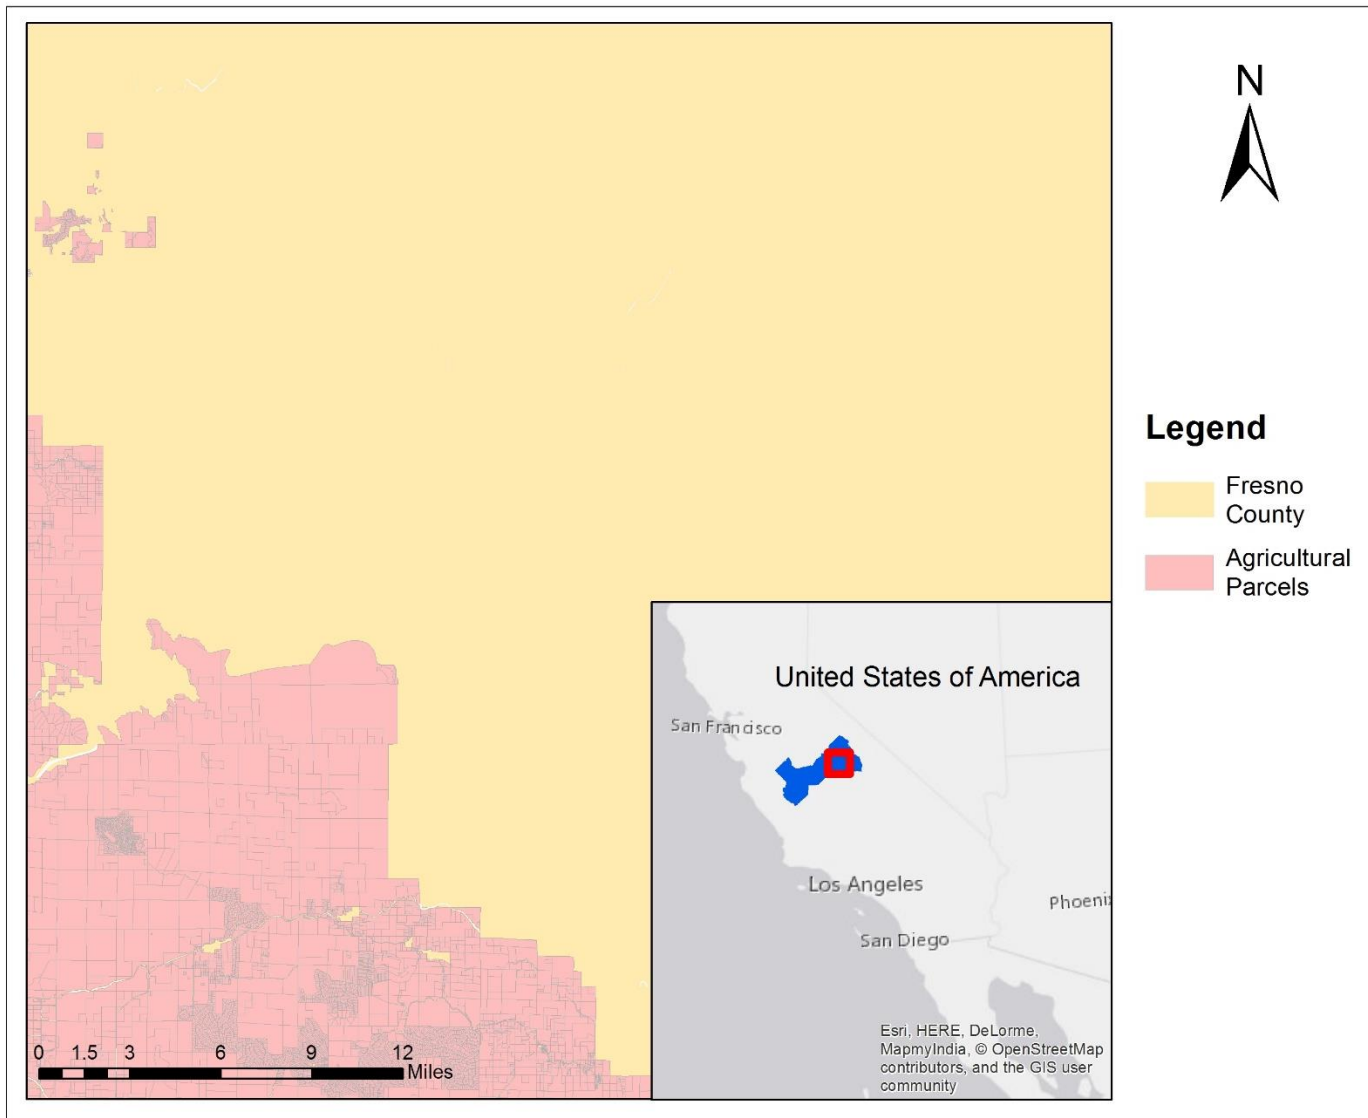 N
Legend
Fresno
County
Agricultural
Parcels
United States of America
San Francisco
Los Angeles
Phoeni
San Diego
Esri, HERE, DeLorme,
MapmyIndia, © OpenStreetMap
contributors, and the GIS user
community
0 1.5 3 6 9 12
Miles